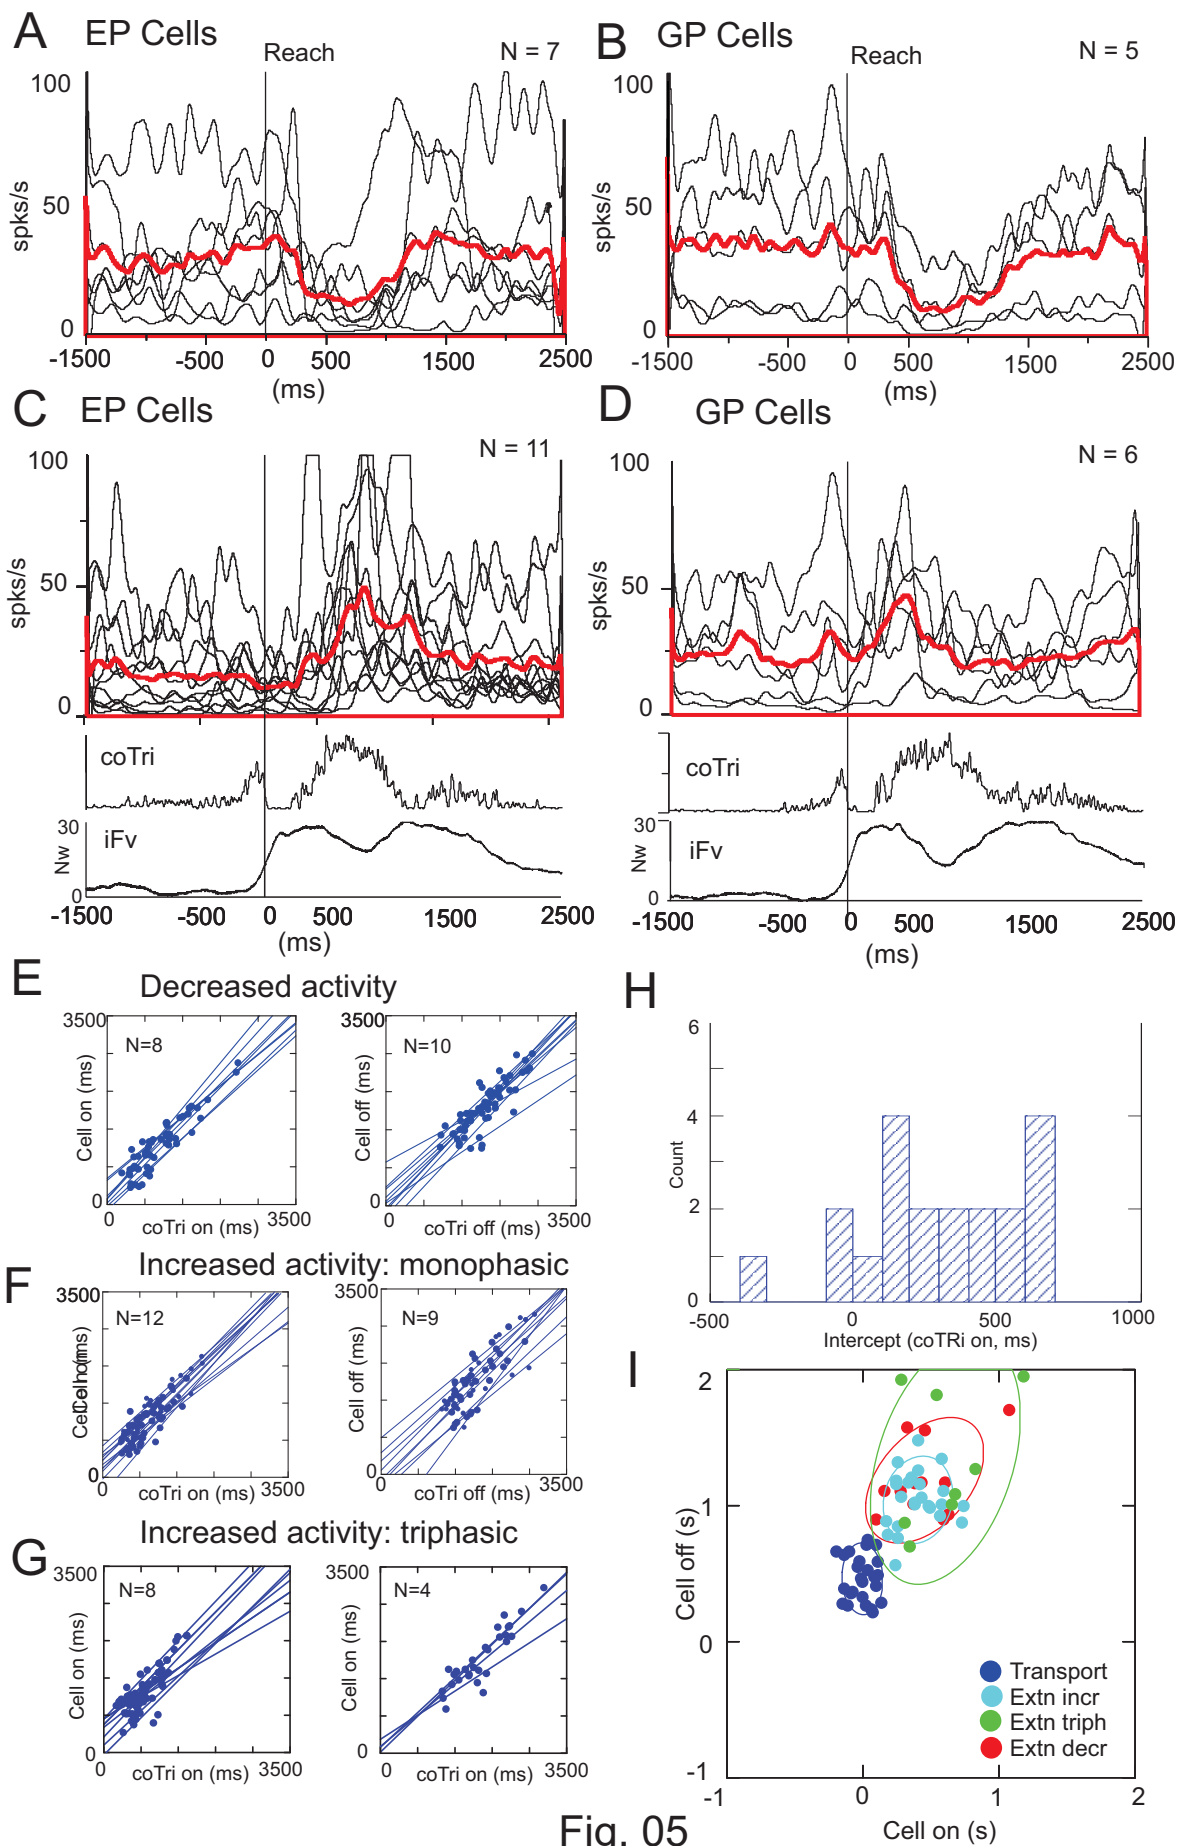 A EP Cells
Reach
N = 7
100
50
0
spks/s
-1500 -500 0 500 1500 2500
(ms)
B GP Cells
Reach
N = 5
100
50
0
spks/s
-1500 -500 0 500 1500 2500
(ms)
C EP Cells
N = 11
100
50
0
spks/s
coTri
iFv
30
0
Nw
-1500 -500 0 500 1500 2500
(ms)
D GP Cells
N = 6
100
50
0
spks/s
coTri
iFv
30
0
Nw
-1500 -500 0 500 1500 2500
(ms)
E Decreased activity
3500
N=8
Cell on (ms)
0
0 coTri on (ms) 3500
3500
N=10
Cell off (ms)
0
0 coTri off (ms) 3500
F Increased activity: monophasic
3500
N=12
Cell on (ms)
0
0 coTri on (ms) 3500
3500
N=9
Cell off (ms)
0
0 coTri off (ms) 3500
G Increased activity: triphasic
3500
N=8
Cell on (ms)
0
0 coTri on (ms) 3500
3500
N=4
Cell on (ms)
0
0 coTri off (ms) 3500
H
6
4
2
0
Count
-500 0 500 1000
Intercept (coTRi on, ms)
I
2
1
0
-1
Cell off (s)
Transport
Extn incr
Extn triph
Extn decr
-1 0 1 2
Cell on (s)
Fig. 05